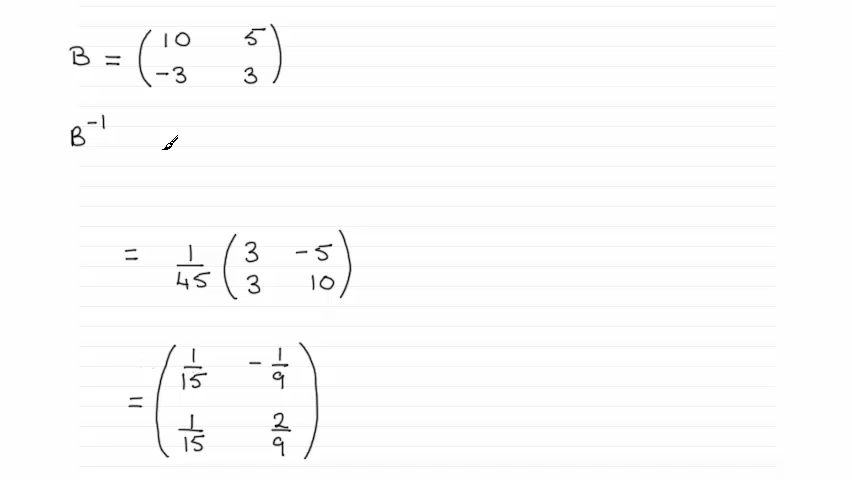 B = ( 10 5
-3 3 )
B⁻¹
= 1/45 ( 3 -5
3 10 )
= ( 1/15 -1/9
1/15 2/9 )